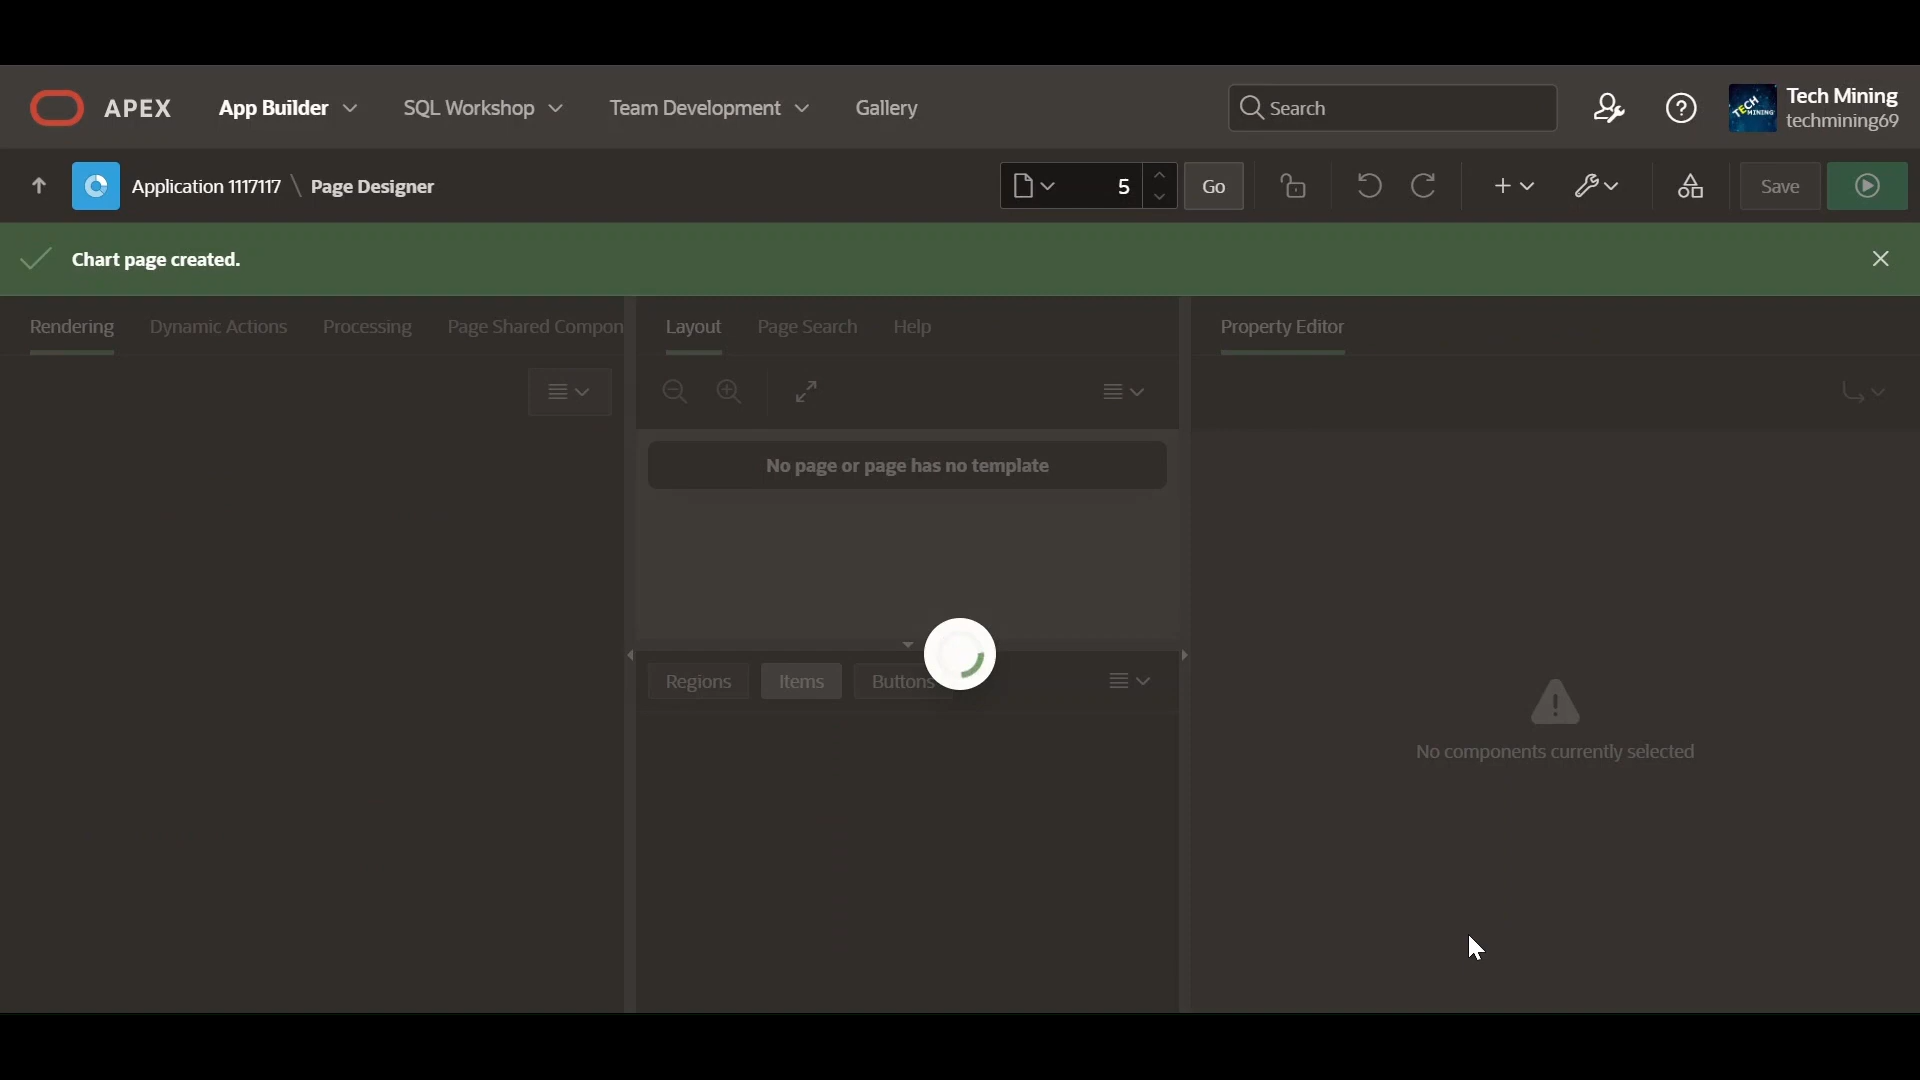 APEX App Builder SQL Workshop Team Development Gallery Search Tech Mining
techmining69
Application 1117117 \ Page Designer 5 Go Save
Chart page created.
Rendering Dynamic Actions Processing Page Shared Compon Layout Page Search Help Property Editor
No page or page has no template
Regions Items Buttons
No components currently selected